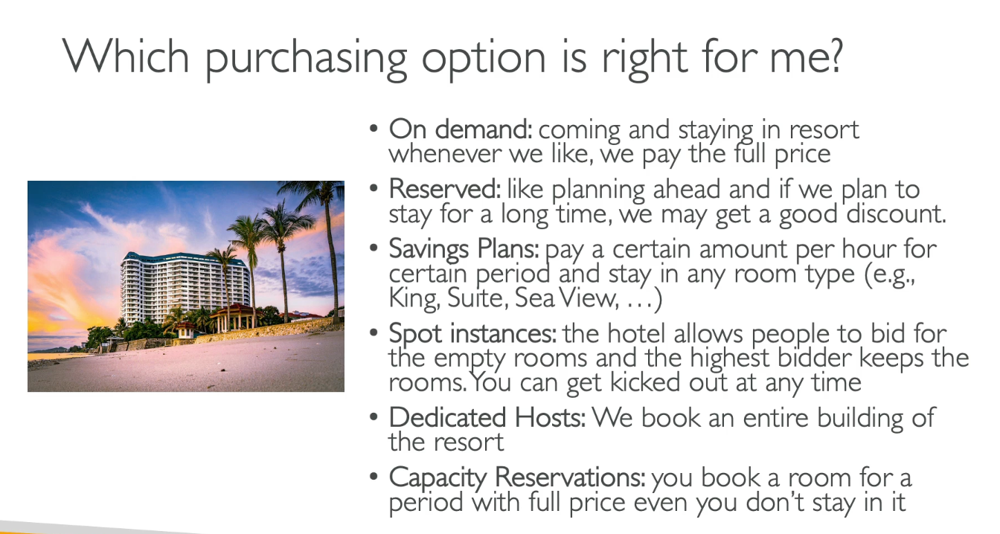 Which purchasing option is right for me?
• On demand: coming and staying in resort
whenever we like, we pay the full price
• Reserved: like planning ahead and if we plan to
stay for a long time, we may get a good discount.
• Savings Plans: pay a certain amount per hour for
certain period and stay in any room type (e.g.,
King, Suite, Sea View, …)
• Spot instances: the hotel allows people to bid for
the empty rooms and the highest bidder keeps the
rooms. You can get kicked out at any time
• Dedicated Hosts: We book an entire building of
the resort
• Capacity Reservations: you book a room for a
period with full price even you don't stay in it